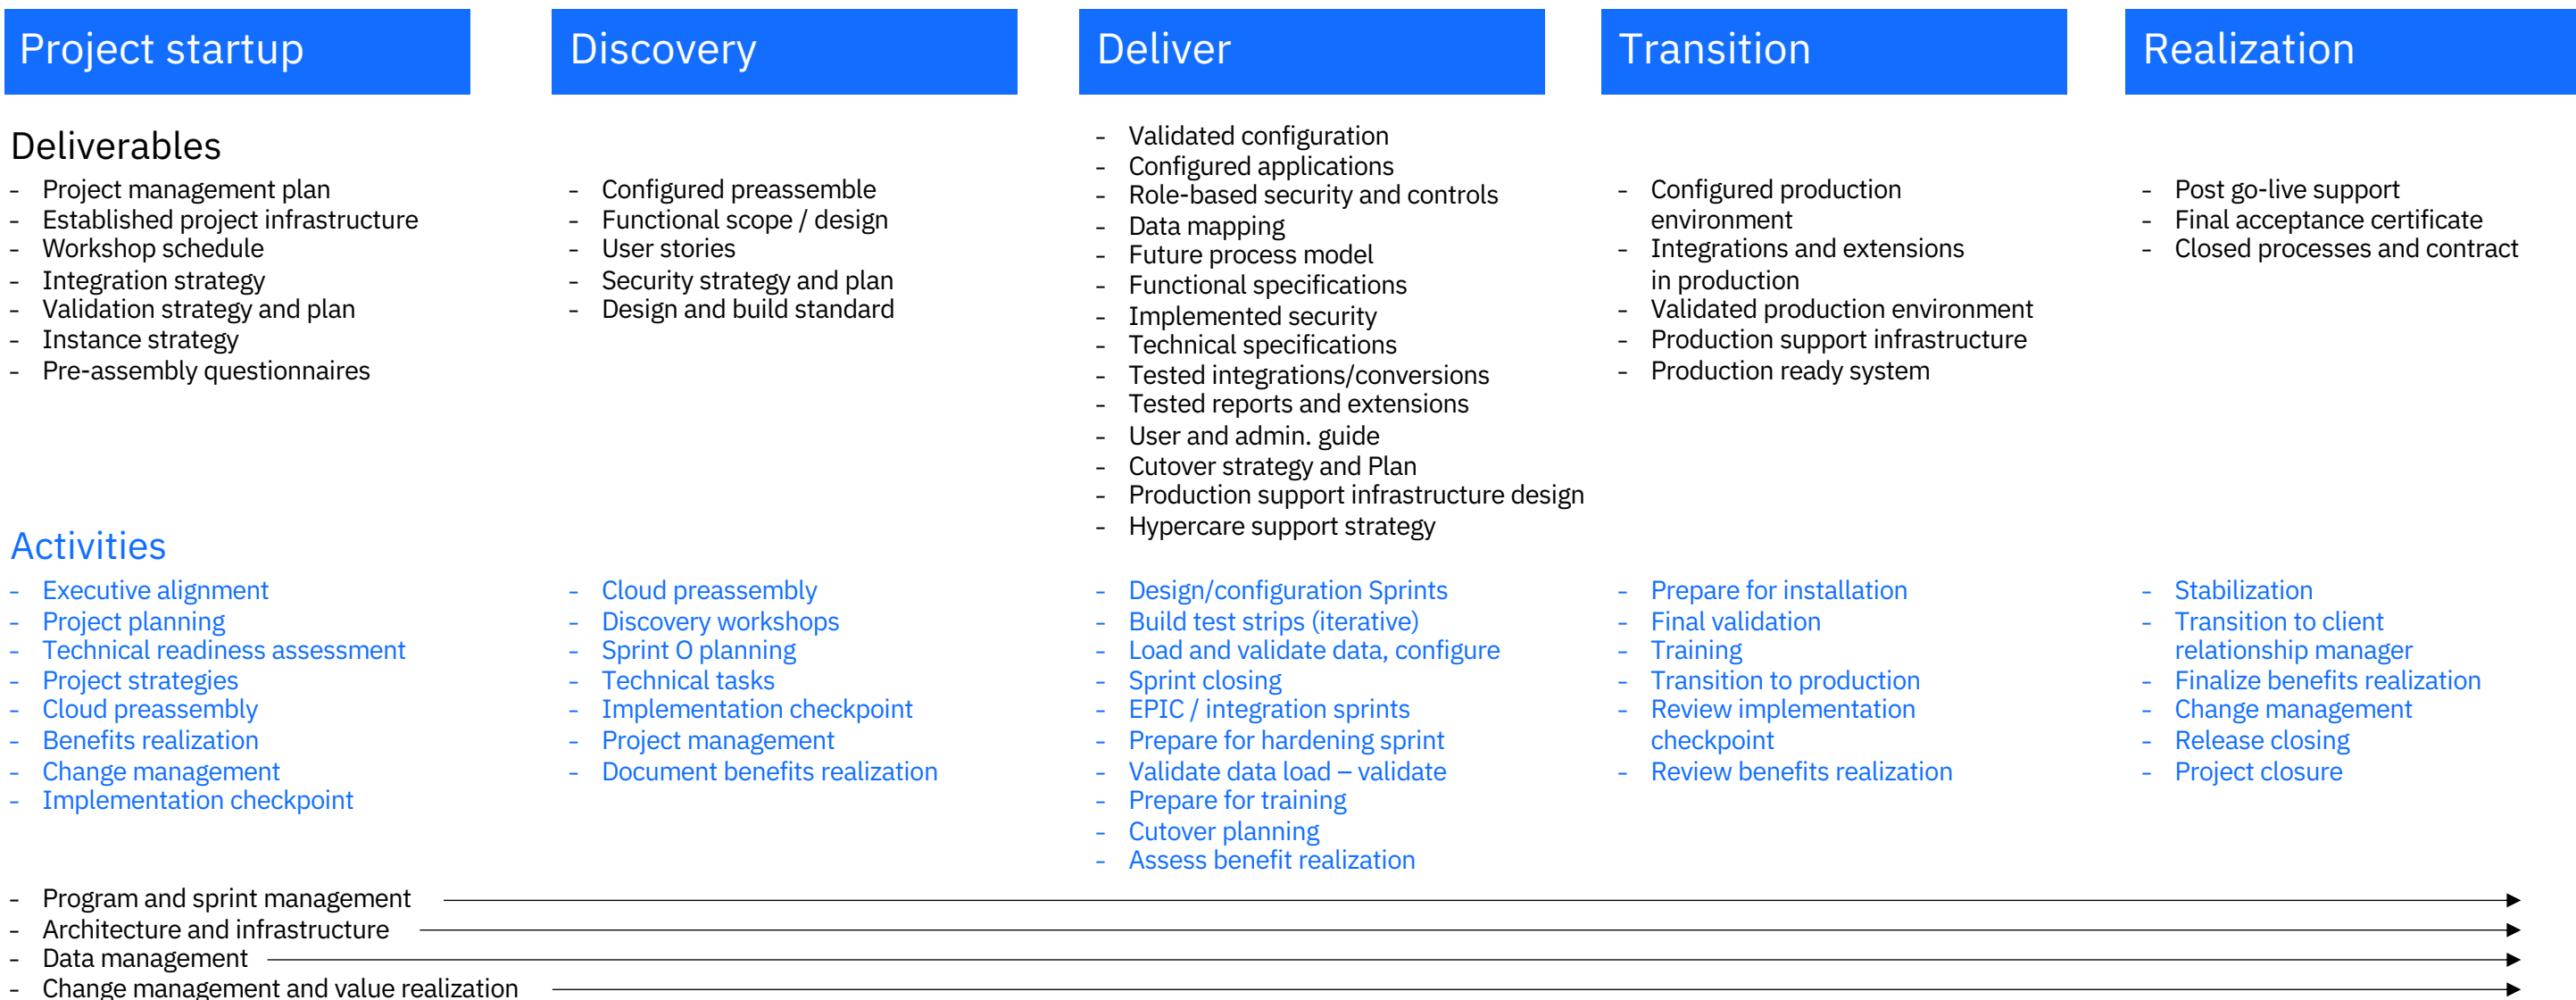 Project startup
Discovery
Deliver
Transition
Realization
Deliverables
- Project management plan
- Established project infrastructure
- Workshop schedule
- Integration strategy
- Validation strategy and plan
- Instance strategy
- Pre-assembly questionnaires
- Configured preassemble
- Functional scope / design
- User stories
- Security strategy and plan
- Design and build standard
- Validated configuration
- Configured applications
- Role-based security and controls
- Data mapping
- Future process model
- Functional specifications
- Implemented security
- Technical specifications
- Tested integrations/conversions
- Tested reports and extensions
- User and admin. guide
- Cutover strategy and Plan
- Production support infrastructure design
- Hypercare support strategy
- Configured production
environment
- Integrations and extensions
in production
- Validated production environment
- Production support infrastructure
- Production ready system
- Post go-live support
- Final acceptance certificate
- Closed processes and contract
Activities
- Executive alignment
- Project planning
- Technical readiness assessment
- Project strategies
- Cloud preassembly
- Benefits realization
- Change management
- Implementation checkpoint
- Cloud preassembly
- Discovery workshops
- Sprint O planning
- Technical tasks
- Implementation checkpoint
- Project management
- Document benefits realization
- Design/configuration Sprints
- Build test strips (iterative)
- Load and validate data, configure
- Sprint closing
- EPIC / integration sprints
- Prepare for hardening sprint
- Validate data load – validate
- Prepare for training
- Cutover planning
- Assess benefit realization
- Prepare for installation
- Final validation
- Training
- Transition to production
- Review implementation
checkpoint
- Review benefits realization
- Stabilization
- Transition to client
relationship manager
- Finalize benefits realization
- Change management
- Release closing
- Project closure
- Program and sprint management
- Architecture and infrastructure
- Data management
- Change management and value realization